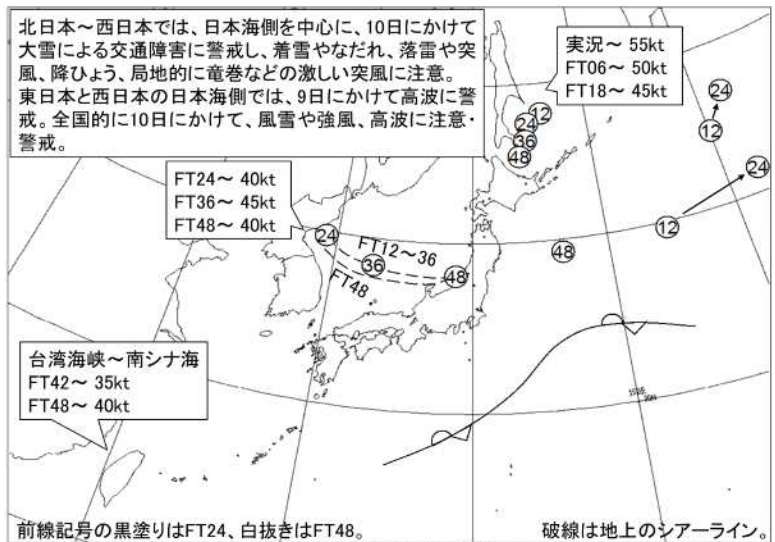 北日本～西日本では、日本海側を中心に、10日にかけて
大雪による交通障害に警戒し、着雪やなだれ、落雷や突
風、降ひょう、局地的に竜巻などの激しい突風に注意。
東日本と西日本の日本海側では、9日にかけて高波に警
戒。全国的に10日にかけて、風雪や強風、高波に注意・
警戒。
実況～ 55kt
FT06～ 50kt
FT18～ 45kt
24
12
12
24
36
48
24
12
48
FT24～ 40kt
FT36～ 45kt
FT48～ 40kt
24
FT12～36
36
48
FT48
台湾海峡～南シナ海
FT42～ 35kt
FT48～ 40kt
前線記号の黒塗りはFT24、白抜きはFT48。
破線は地上のシアーライン。